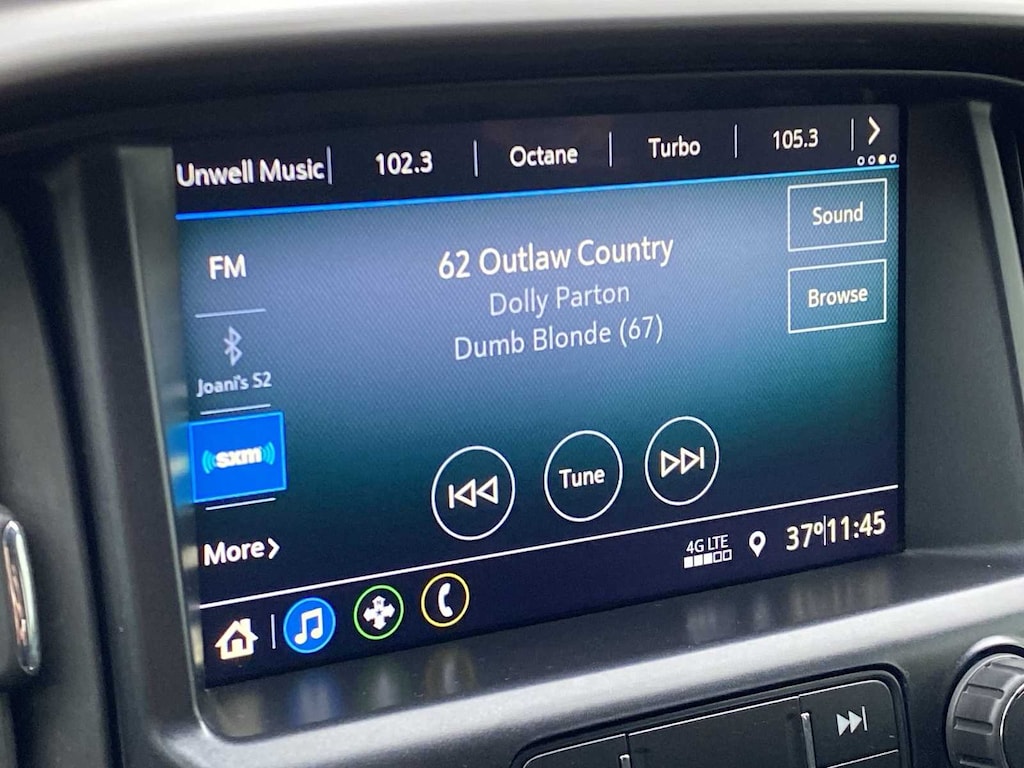 Unwell Music | 102.3 | Octane | Turbo | 105.3 | >
FM
Joani's S2
sxm
More >
62 Outlaw Country
Dolly Parton
Dumb Blonde (67)
Sound
Browse
Tune
4G LTE
37°|11:45